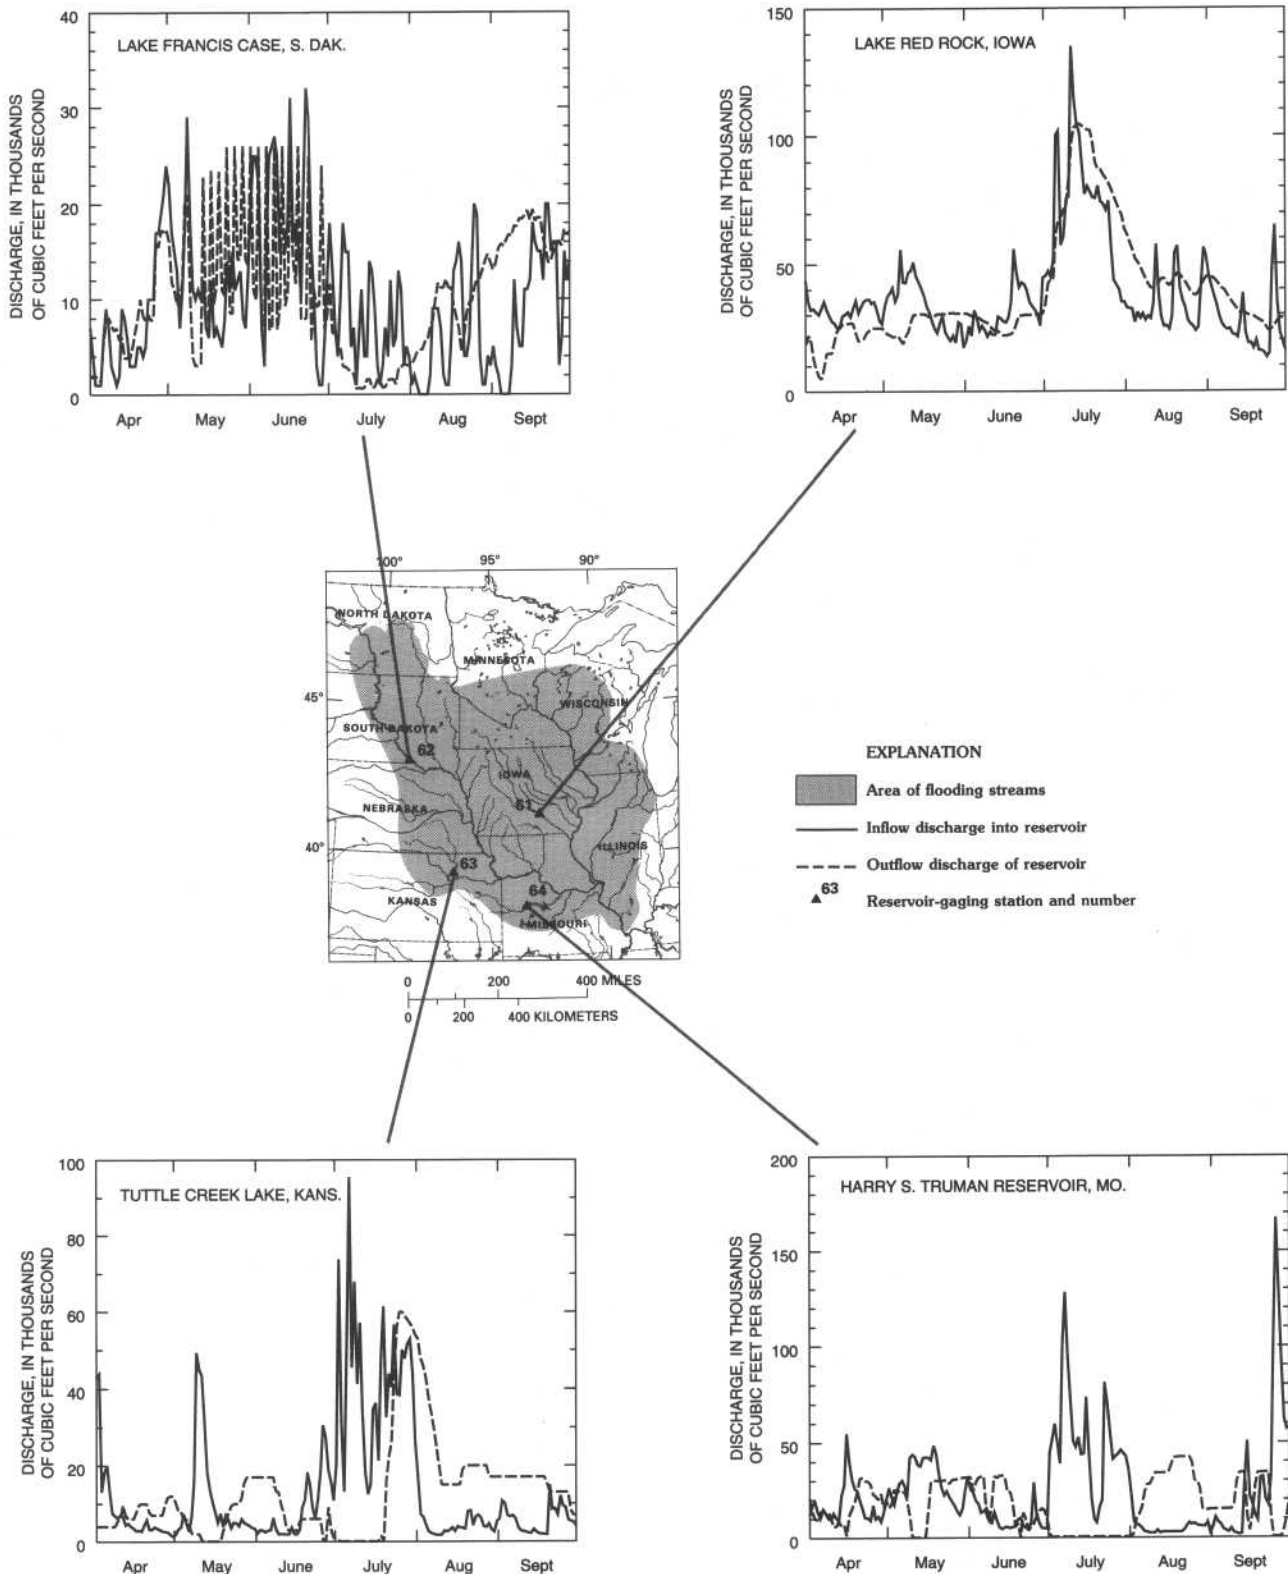 LAKE FRANCIS CASE, S. DAK.
DISCHARGE, IN THOUSANDS
OF CUBIC FEET PER SECOND
40
30
20
10
0
Apr May June July Aug Sept
LAKE RED ROCK, IOWA
DISCHARGE, IN THOUSANDS
OF CUBIC FEET PER SECOND
150
100
50
0
Apr May June July Aug Sept
100° 95° 90°
45°
40°
NORTH DAKOTA
MINNESOTA
WISCONSIN
SOUTH DAKOTA
62
IOWA
61
NEBRASKA
ILLINOIS
63
64
KANSAS
MISSOURI
0 200 400 MILES
0 200 400 KILOMETERS
EXPLANATION
Area of flooding streams
Inflow discharge into reservoir
Outflow discharge of reservoir
63 Reservoir-gaging station and number
TUTTLE CREEK LAKE, KANS.
DISCHARGE, IN THOUSANDS
OF CUBIC FEET PER SECOND
100
80
60
40
20
0
Apr May June July Aug Sept
HARRY S. TRUMAN RESERVOIR, MO.
DISCHARGE, IN THOUSANDS
OF CUBIC FEET PER SECOND
200
150
100
50
0
Apr May June July Aug Sept